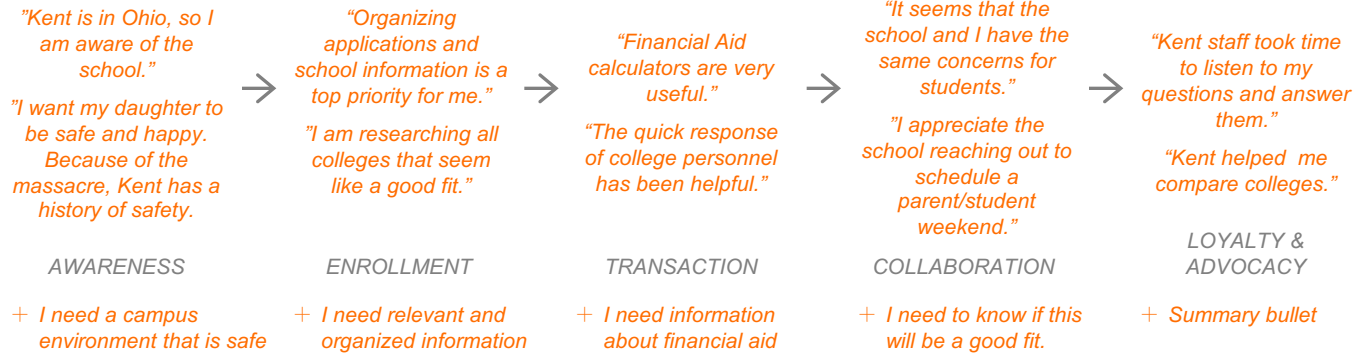 ”Kent is in Ohio, so I
am aware of the
school.”
”I want my daughter to
be safe and happy.
Because of the
massacre, Kent has a
history of safety.
AWARENESS
+ I need a campus
environment that is safe
“Organizing
applications and
school information is a
top priority for me.”
”I am researching all
colleges that seem
like a good fit.”
ENROLLMENT
+ I need relevant and
organized information
“Financial Aid
calculators are very
useful.”
“The quick response
of college personnel
has been helpful.”
TRANSACTION
+ I need information
about financial aid
“It seems that the
school and I have the
same concerns for
students.”
”I appreciate the
school reaching out to
schedule a
parent/student
weekend.”
COLLABORATION
+ I need to know if this
will be a good fit.
“Kent staff took time
to listen to my
questions and answer
them.”
“Kent helped  me
compare colleges.”
LOYALTY &
ADVOCACY
+ Summary bullet